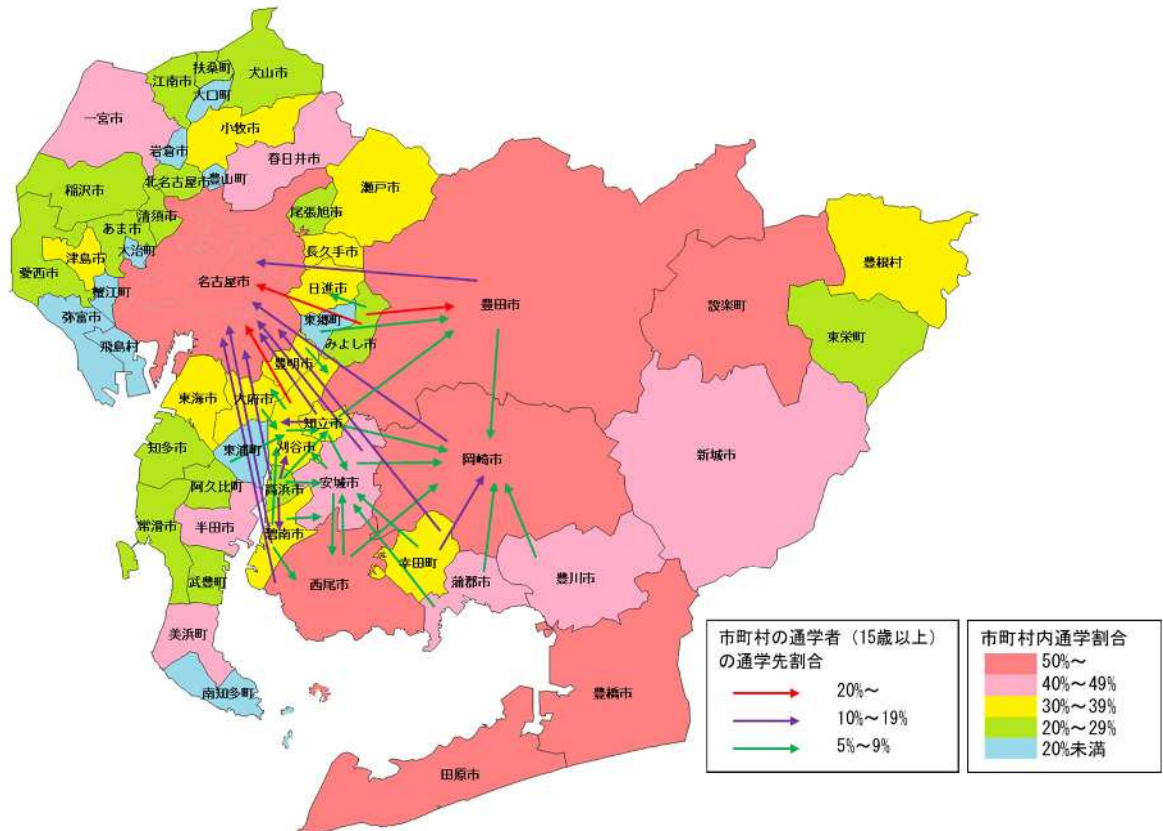 扶桑町
犬山市
江南市
大口町
一宮市
小牧市
岩倉市
春日井市
北名古屋市
豊山町
瀬戸市
稲沢市
尾張旭市
清須市
あま市
大治町
津島市
長久手市
愛西市
名古屋市
日進市
蟹江町
豊田市
弥富市
東郷町
飛島村
みよし市
豊根村
設楽町
東栄町
豊明市
東海市
大府市
知立市
知多市
東浦町
刈谷市
岡崎市
新城市
阿久比町
高浜市
安城市
常滑市
半田市
碧南市
幸田町
武豊町
西尾市
蒲郡市
豊川市
美浜町
南知多町
豊橋市
田原市
市町村の通学者（15歳以上）
の通学先割合
20%～
10%～19%
5%～9%
市町村内通学割合
50%～
40%～49%
30%～39%
20%～29%
20%未満